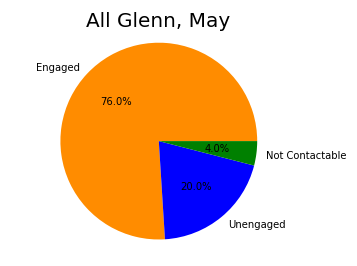 All Glenn, May
Engaged
76.0%
4.0%
Not Contactable
20.0%
Unengaged